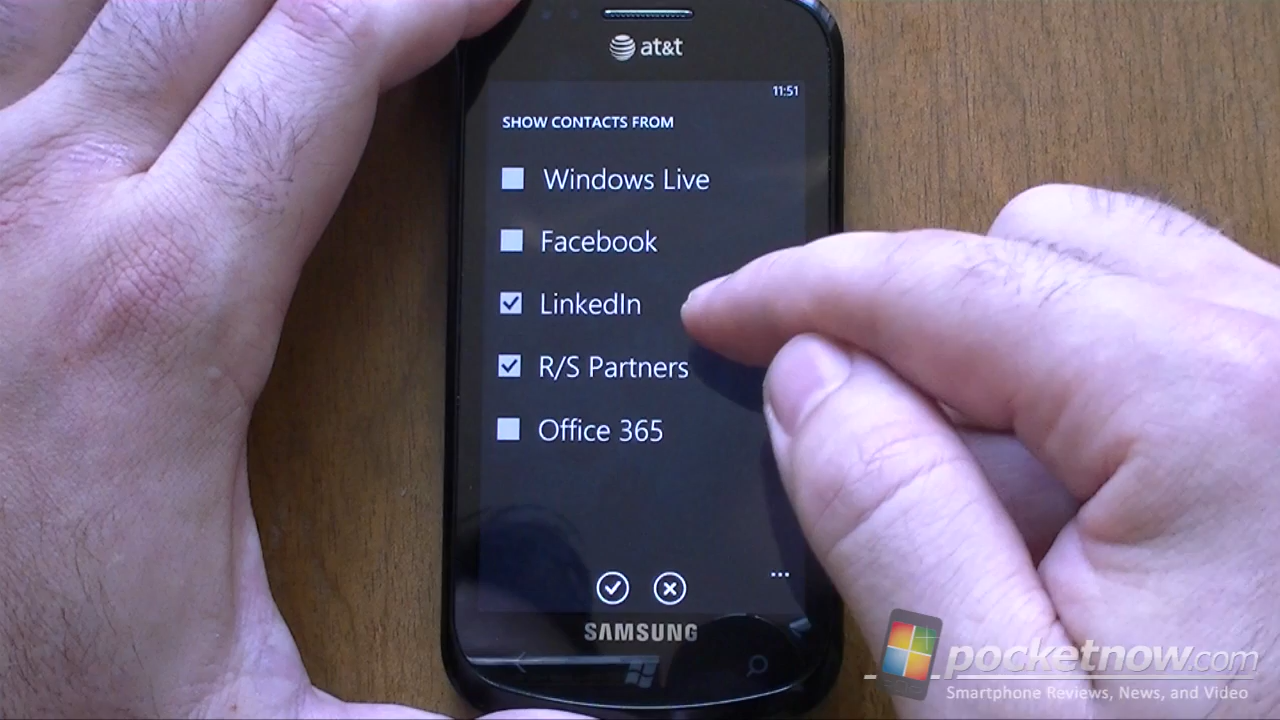 at&t
11:51
SHOW CONTACTS FROM
Windows Live
Facebook
LinkedIn
R/S Partners
Office 365
...
SAMSUNG
pocketnow.com
Smartphone Reviews, News, and Video